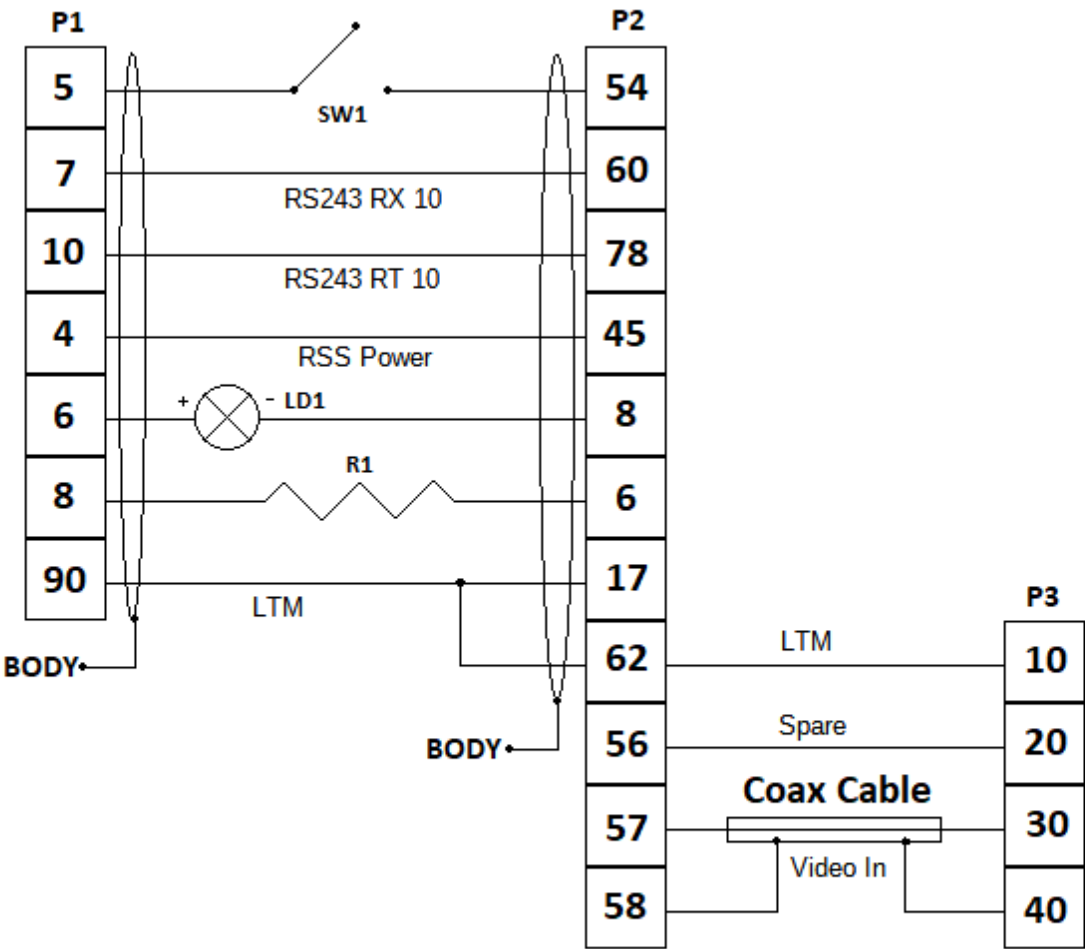 P1
P2
5
SW1
54
7
RS243 RX 10
60
10
RS243 RT 10
78
4
RSS Power
45
6
+
- LD1
8
8
R1
6
90
LTM
17
P3
BODY
62
LTM
10
BODY
56
Spare
20
Coax Cable
57
30
Video In
58
40